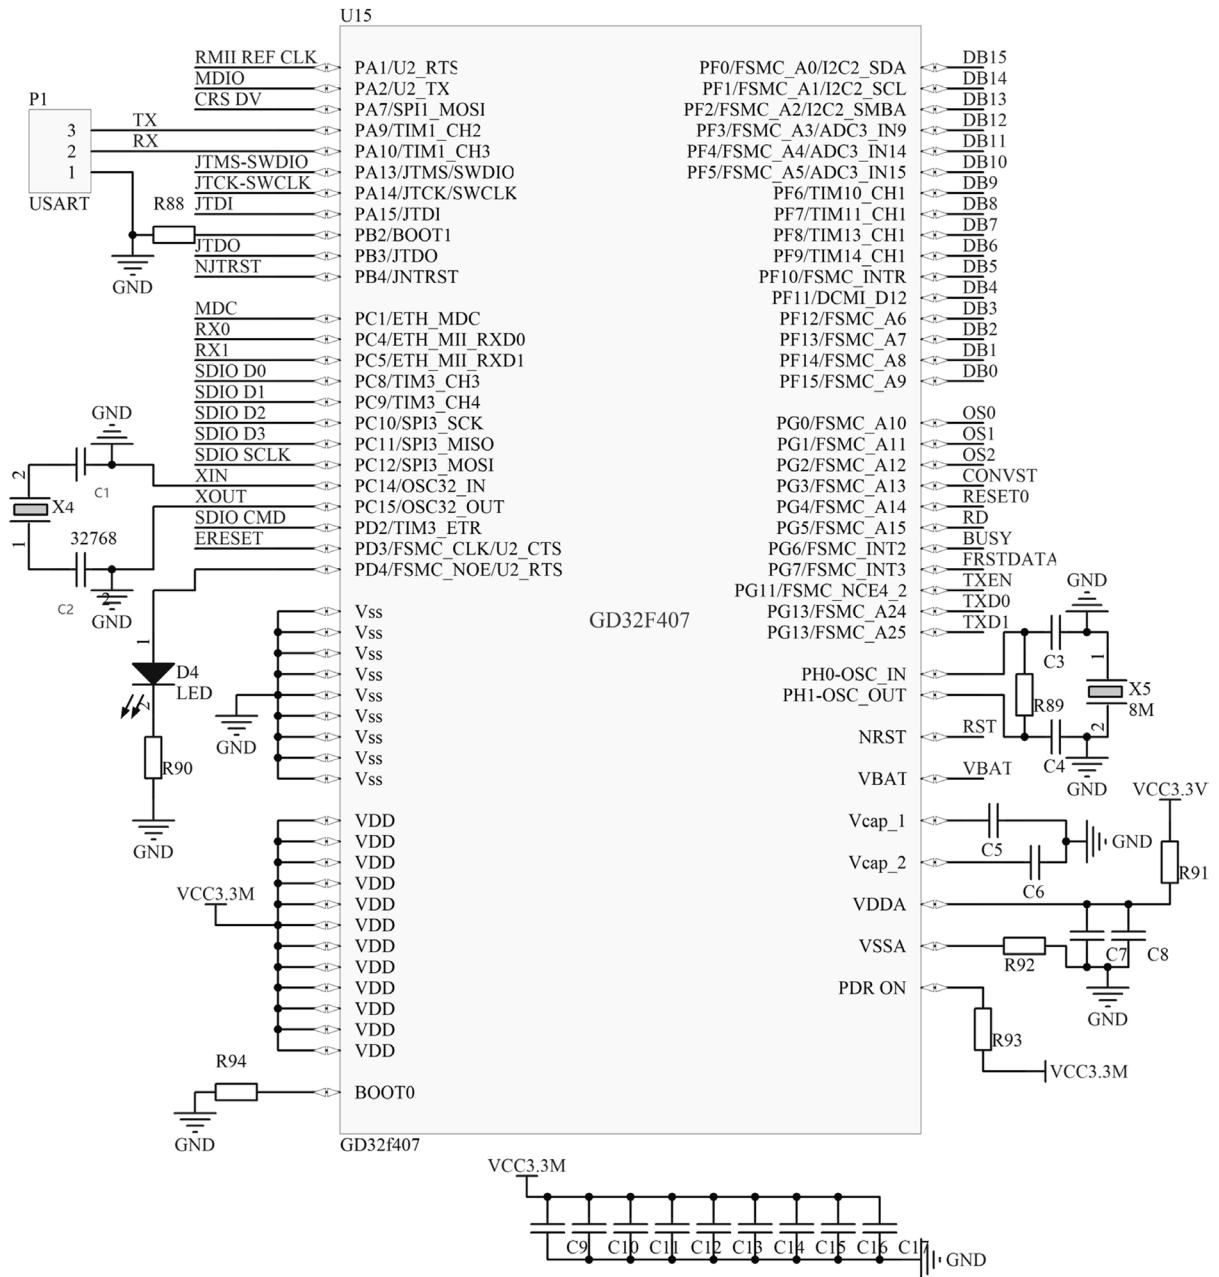 U15
RMII REF CLK
MDIO
CRS DV
P1
3
2
1
USART
TX
RX
JTMS-SWDIO
JTCK-SWCLK
JTDI
R88
JTDO
NJTRST
GND
MDC
RX0
RX1
SDIO D0
SDIO D1
SDIO D2
SDIO D3
SDIO SCLK
XIN
XOUT
SDIO CMD
ERESET
GND
2
C1
X4
1
32768
C2
2
GND
1
D4
LED
2
R90
GND
GND
VCC3.3M
R94
GND
PA1/U2_RTS
PA2/U2_TX
PA7/SPI1_MOSI
PA9/TIM1_CH2
PA10/TIM1_CH3
PA13/JTMS/SWDIO
PA14/JTCK/SWCLK
PA15/JTDI
PB2/BOOT1
PB3/JTDO
PB4/JNTRST
PC1/ETH_MDC
PC4/ETH_MII_RXD0
PC5/ETH_MII_RXD1
PC8/TIM3_CH3
PC9/TIM3_CH4
PC10/SPI3_SCK
PC11/SPI3_MISO
PC12/SPI3_MOSI
PC14/OSC32_IN
PC15/OSC32_OUT
PD2/TIM3_ETR
PD3/FSMC_CLK/U2_CTS
PD4/FSMC_NOE/U2_RTS
Vss
Vss
Vss
Vss
Vss
Vss
Vss
Vss
Vss
VDD
VDD
VDD
VDD
VDD
VDD
VDD
VDD
VDD
VDD
VDD
VDD
BOOT0
GD32F407
PF0/FSMC_A0/I2C2_SDA
PF1/FSMC_A1/I2C2_SCL
PF2/FSMC_A2/I2C2_SMBA
PF3/FSMC_A3/ADC3_IN9
PF4/FSMC_A4/ADC3_IN14
PF5/FSMC_A5/ADC3_IN15
PF6/TIM10_CH1
PF7/TIM11_CH1
PF8/TIM13_CH1
PF9/TIM14_CH1
PF10/FSMC_INTR
PF11/DCMI_D12
PF12/FSMC_A6
PF13/FSMC_A7
PF14/FSMC_A8
PF15/FSMC_A9
PG0/FSMC_A10
PG1/FSMC_A11
PG2/FSMC_A12
PG3/FSMC_A13
PG4/FSMC_A14
PG5/FSMC_A15
PG6/FSMC_INT2
PG7/FSMC_INT3
PG11/FSMC_NCE4_2
PG13/FSMC_A24
PG13/FSMC_A25
PH0-OSC_IN
PH1-OSC_OUT
NRST
VBAT
Vcap_1
Vcap_2
VDDA
VSSA
PDR ON
DB15
DB14
DB13
DB12
DB11
DB10
DB9
DB8
DB7
DB6
DB5
DB4
DB3
DB2
DB1
DB0
OS0
OS1
OS2
CONVST
RESET0
RD
BUSY
FRSTDATA
TXEN
TXD0
TXD1
GND
C3
1
R89
X5
8M
2
RST
C4
GND
VBAT
VCC3.3V
C5
GND
C6
R91
C7
C8
R92
GND
R93
VCC3.3M
GD32f407
VCC3.3M
C9
C10
C11
C12
C13
C14
C15
C16
C17
GND